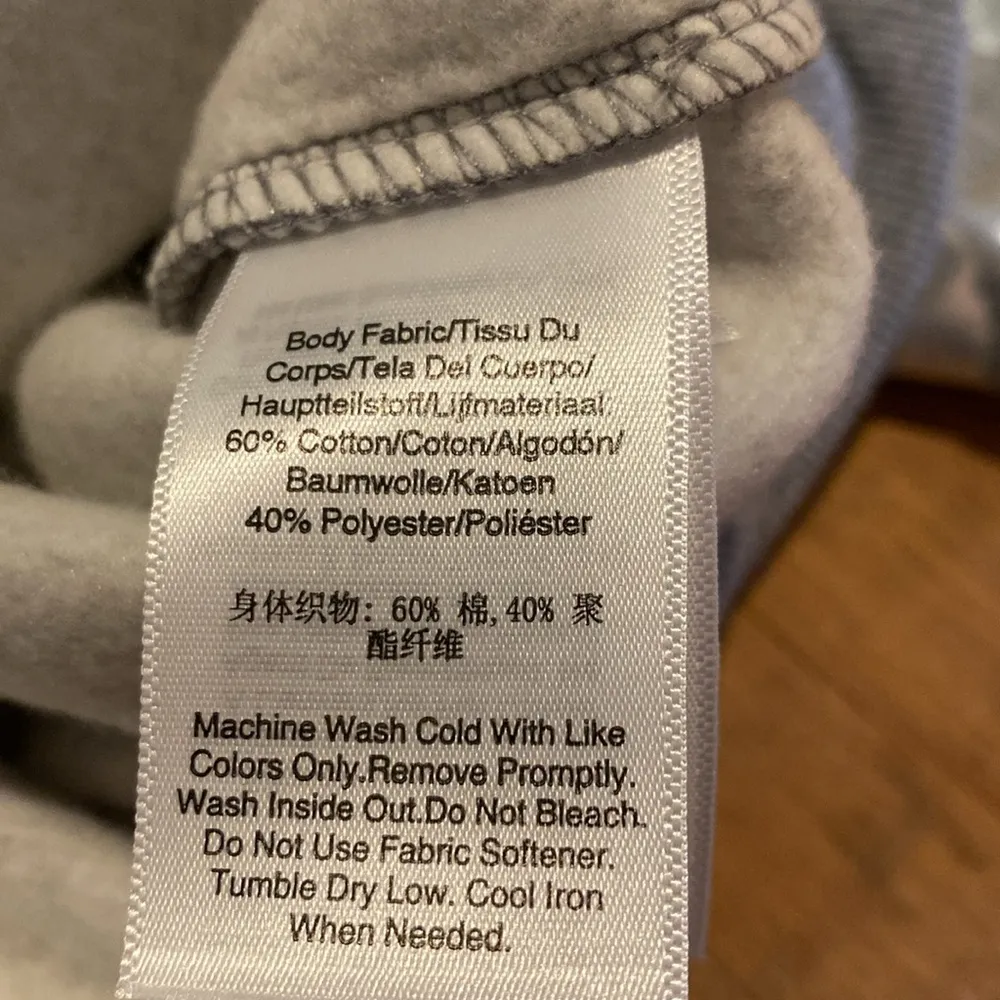 Body Fabric/Tissu Du
Corps/Tela Del Cuerpo/
Hauptteilstoff/Lijfmateriaal
60% Cotton/Coton/Algodón/
Baumwolle/Katoen
40% Polyester/Poliéster
身体织物: 60% 棉, 40% 聚
酯纤维
Machine Wash Cold With Like
Colors Only.Remove Promptly.
Wash Inside Out.Do Not Bleach.
Do Not Use Fabric Softener.
Tumble Dry Low. Cool Iron
When Needed.